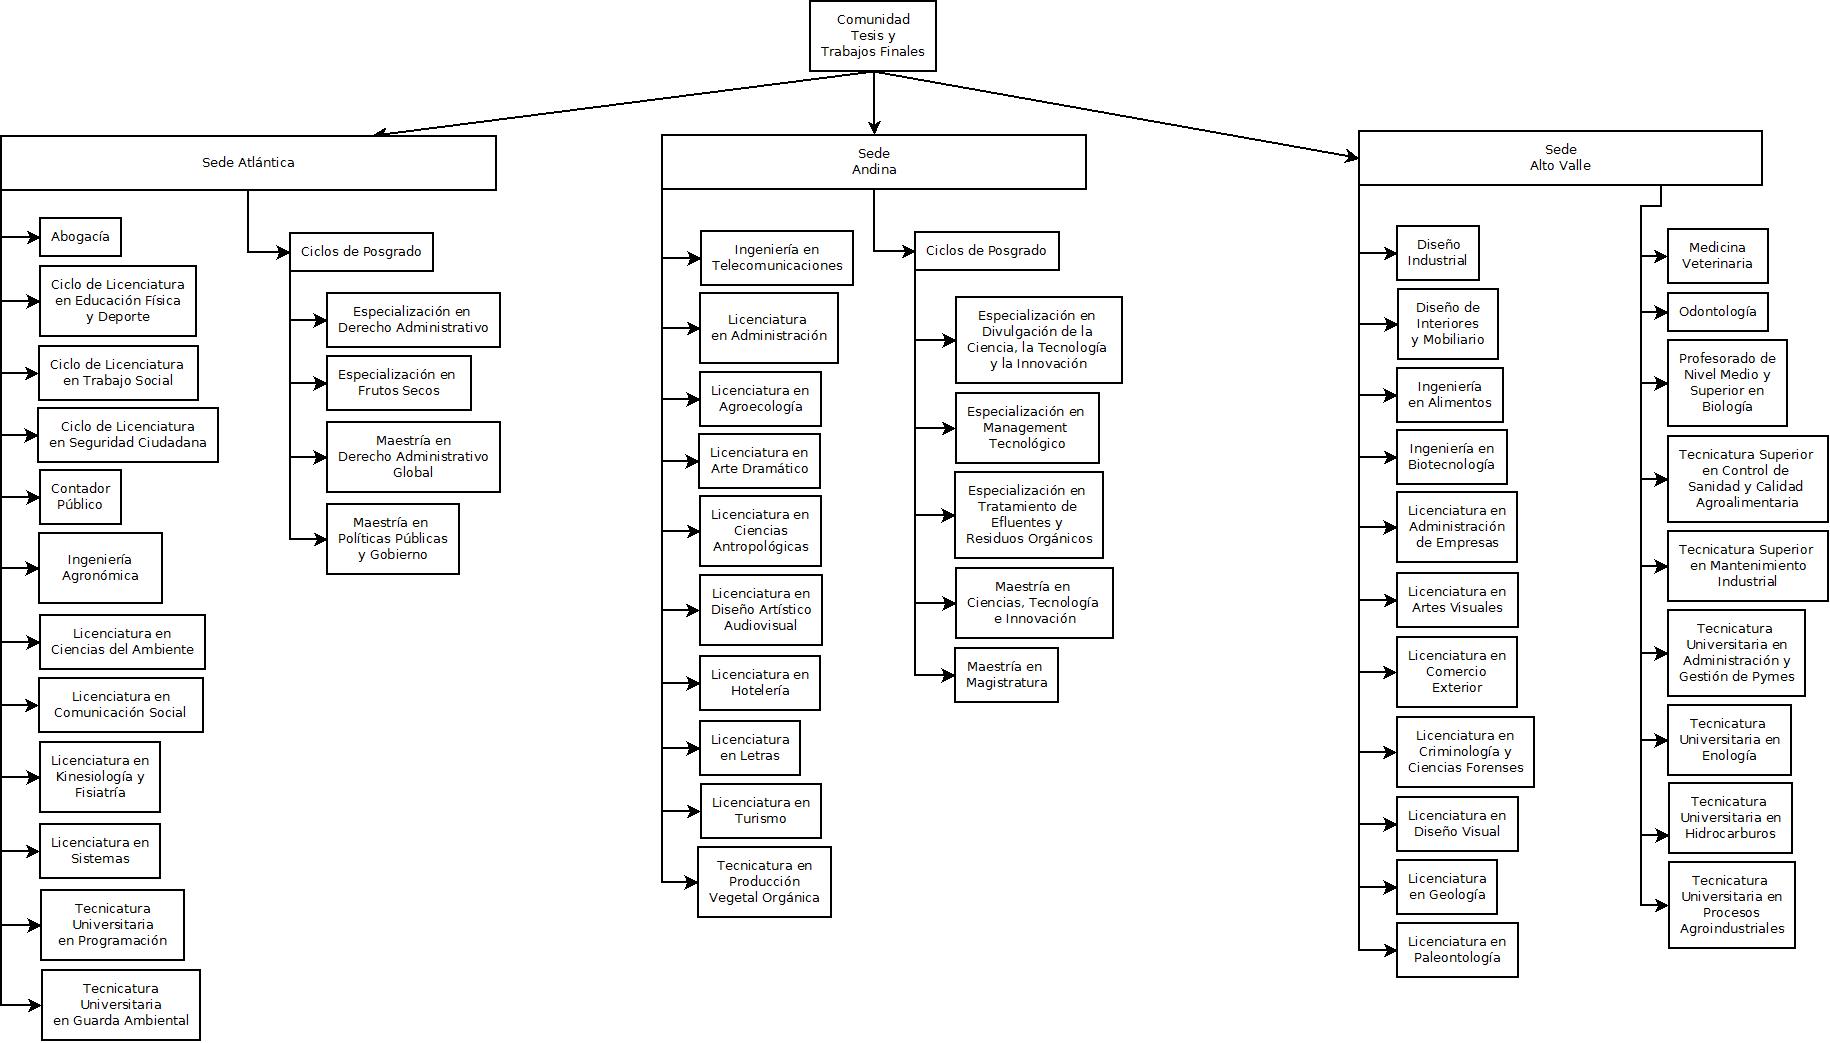 Comunidad
Tesis y
Trabajos Finales
Sede Atlántica
Abogacía
Ciclo de Licenciatura
en Educación Física
y Deporte
Ciclo de Licenciatura
en Trabajo Social
Ciclo de Licenciatura
en Seguridad Ciudadana
Contador
Público
Ingeniería
Agronómica
Licenciatura en
Ciencias del Ambiente
Licenciatura en
Comunicación Social
Licenciatura en
Kinesiología y
Fisiatría
Licenciatura en
Sistemas
Tecnicatura
Universitaria
en Programación
Tecnicatura
Universitaria
en Guarda Ambiental
Ciclos de Posgrado
Especialización en
Derecho Administrativo
Especialización en
Frutos Secos
Maestría en
Derecho Administrativo
Global
Maestría en
Políticas Públicas
y Gobierno
Sede
Andina
Ingeniería en
Telecomunicaciones
Licenciatura
en Administración
Licenciatura en
Agroecología
Licenciatura en
Arte Dramático
Licenciatura en
Ciencias
Antropológicas
Licenciatura en
Diseño Artístico
Audiovisual
Licenciatura en
Hotelería
Licenciatura
en Letras
Licenciatura en
Turismo
Tecnicatura en
Producción
Vegetal Orgánica
Ciclos de Posgrado
Especialización en
Divulgación de la
Ciencia, la Tecnología
y la Innovación
Especialización en
Management
Tecnológico
Especialización en
Tratamiento de
Efluentes y
Residuos Orgánicos
Maestría en
Ciencias, Tecnología
e Innovación
Maestría en
Magistratura
Sede
Alto Valle
Diseño
Industrial
Diseño de
Interiores
y Mobiliario
Ingeniería
en Alimentos
Ingeniería en
Biotecnología
Licenciatura en
Administración
de Empresas
Licenciatura en
Artes Visuales
Licenciatura en
Comercio
Exterior
Licenciatura en
Criminología y
Ciencias Forenses
Licenciatura en
Diseño Visual
Licenciatura
en Geología
Licenciatura en
Paleontología
Medicina
Veterinaria
Odontología
Profesorado de
Nivel Medio y
Superior en
Biología
Tecnicatura Superior
en Control de
Sanidad y Calidad
Agroalimentaria
Tecnicatura Superior
en Mantenimiento
Industrial
Tecnicatura
Universitaria en
Administración y
Gestión de Pymes
Tecnicatura
Universitaria en
Enología
Tecnicatura
Universitaria en
Hidrocarburos
Tecnicatura
Universitaria en
Procesos
Agroindustriales